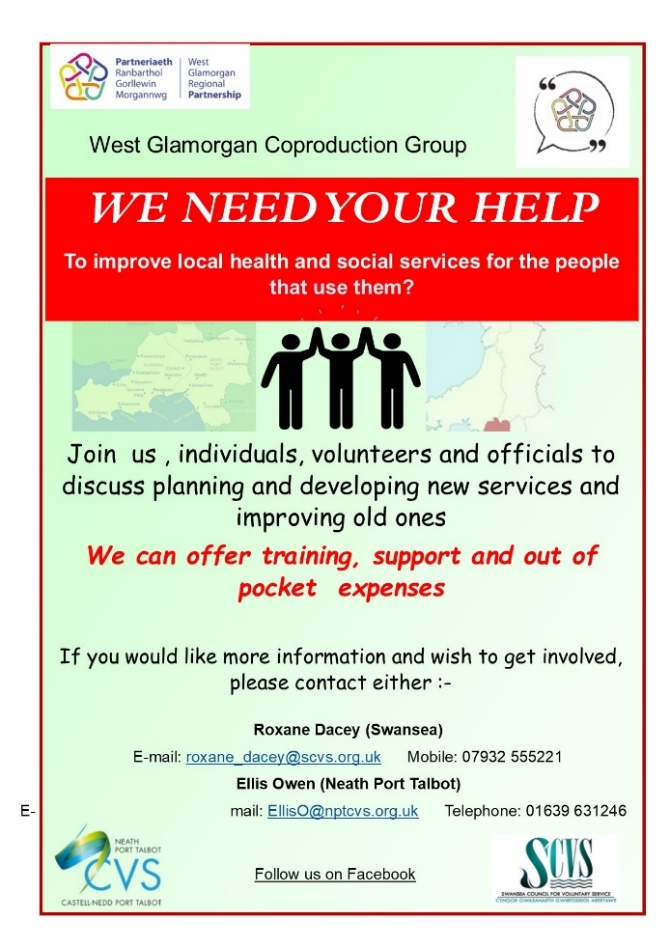 Partneriaeth
Ranbarthol
Gorllewin
Morgannwg
West
Glamorgan
Regional
Partnership
West Glamorgan Coproduction Group
WE NEED YOUR HELP
To improve local health and social services for the people
that use them?
Join us , individuals, volunteers and officials to
discuss planning and developing new services and
improving old ones
We can offer training, support and out of
pocket expenses
If you would like more information and wish to get involved,
please contact either :-
Roxane Dacey (Swansea)
E-mail: roxane_dacey@scvs.org.uk Mobile: 07932 555221
Ellis Owen (Neath Port Talbot)
E-mail: EllisO@nptcvs.org.uk Telephone: 01639 631246
NEATH
PORT TALBOT
CVS
CASTELL-NEDD PORT TALBOT
Follow us on Facebook
SCVS
SWANSEA COUNCIL FOR VOLUNTARY SERVICE
CYNGOR GWASANAETH GWIRFODDOL ABERTAWE